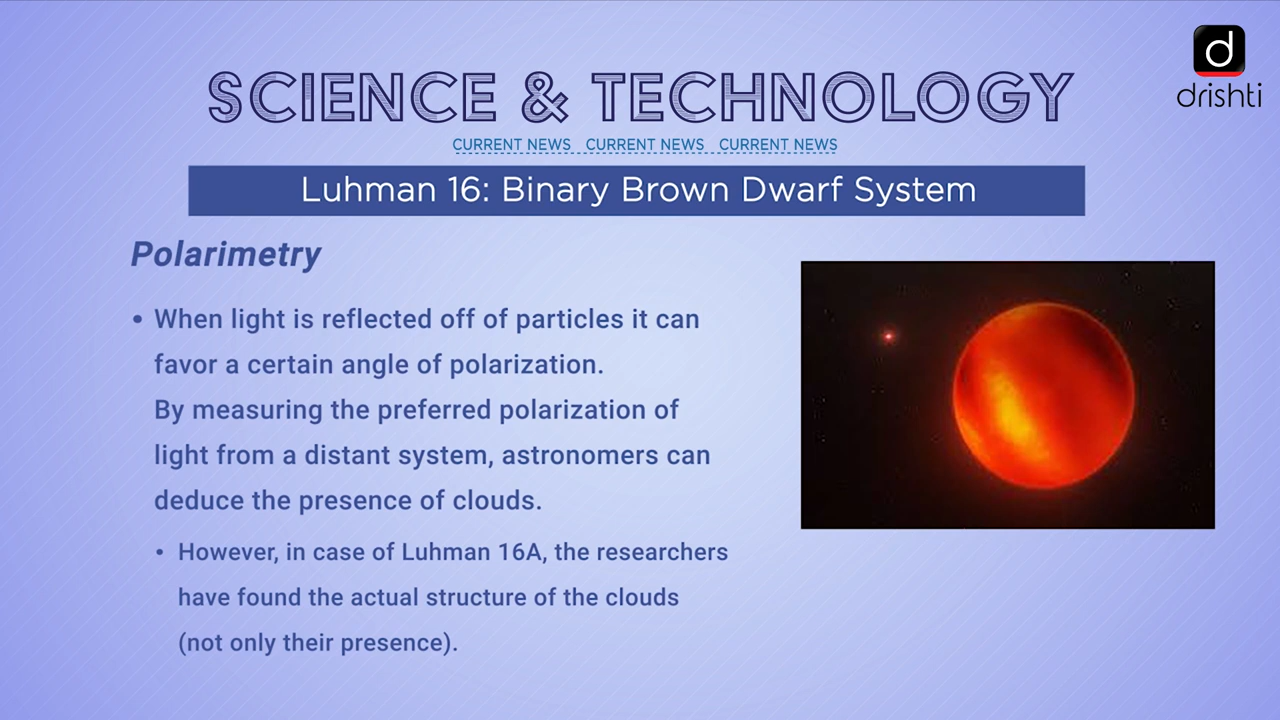 d
drishti
SCIENCE & TECHNOLOGY
CURRENT NEWS CURRENT NEWS CURRENT NEWS
Luhman 16: Binary Brown Dwarf System
Polarimetry
• When light is reflected off of particles it can
favor a certain angle of polarization.
By measuring the preferred polarization of
light from a distant system, astronomers can
deduce the presence of clouds.
• However, in case of Luhman 16A, the researchers
have found the actual structure of the clouds
(not only their presence).